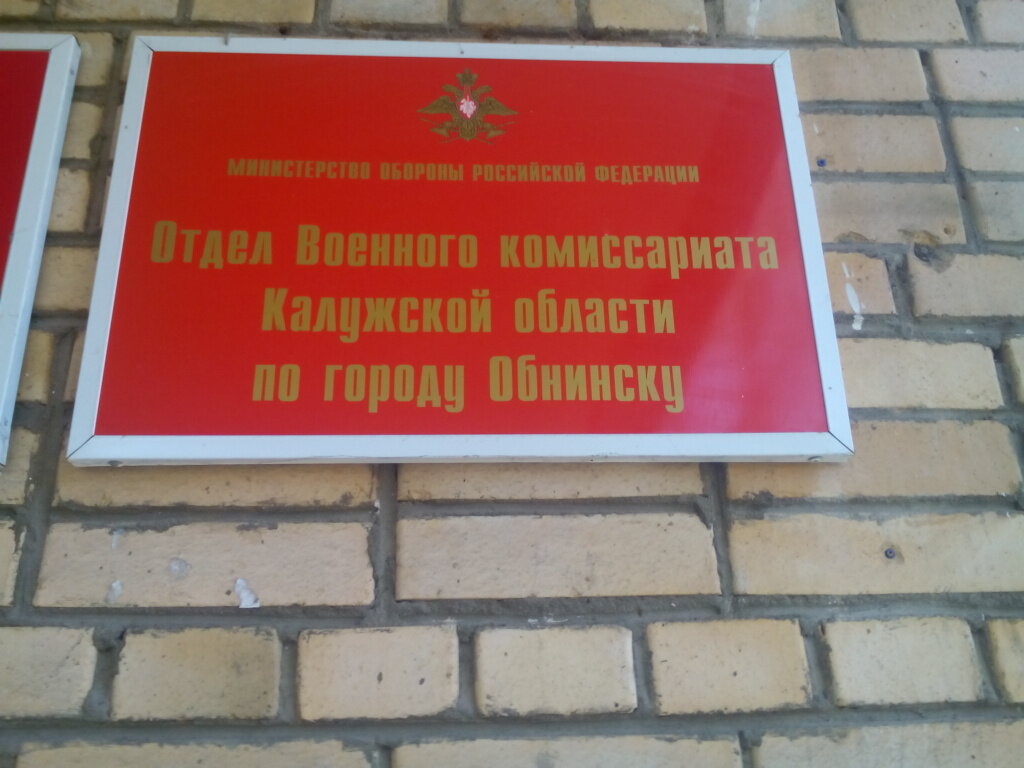 МИНИСТЕРСТВО ОБОРОНЫ РОССИЙСКОЙ ФЕДЕРАЦИИ
Отдел Военного комиссариата
Калужской области
по городу Обнинску